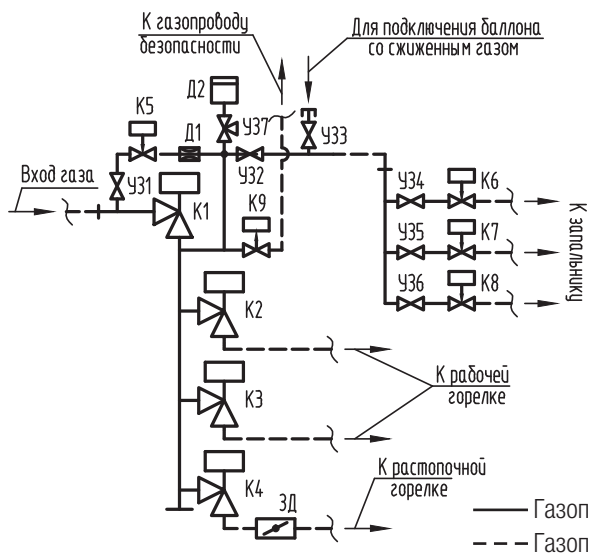 К газопроводу
безопасности
Для подключения баллона
со сжиженным газом
Д2
К5
Д1
УЗ7
УЗ3
Вход газа
УЗ1
К1
УЗ2
К9
УЗ4
К6
УЗ5
К7
УЗ6
К8
К запальнику
К2
К3
К рабочей
горелке
К4
ЗД
К растопочной
горелке
Газоп
Газоп